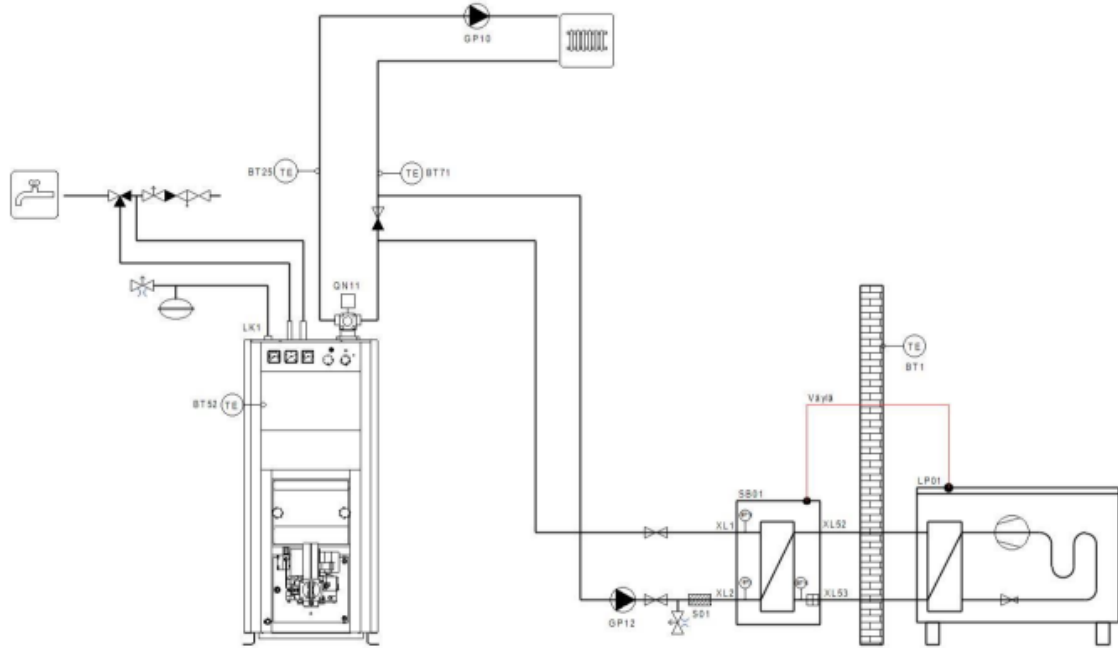 GP10
BT25
TE
TE
BT71
QN11
LK1
TE
BT1
BT52
TE
Väylä
LP01
SB01
XL1
XL52
XL2
XL53
S01
GP12